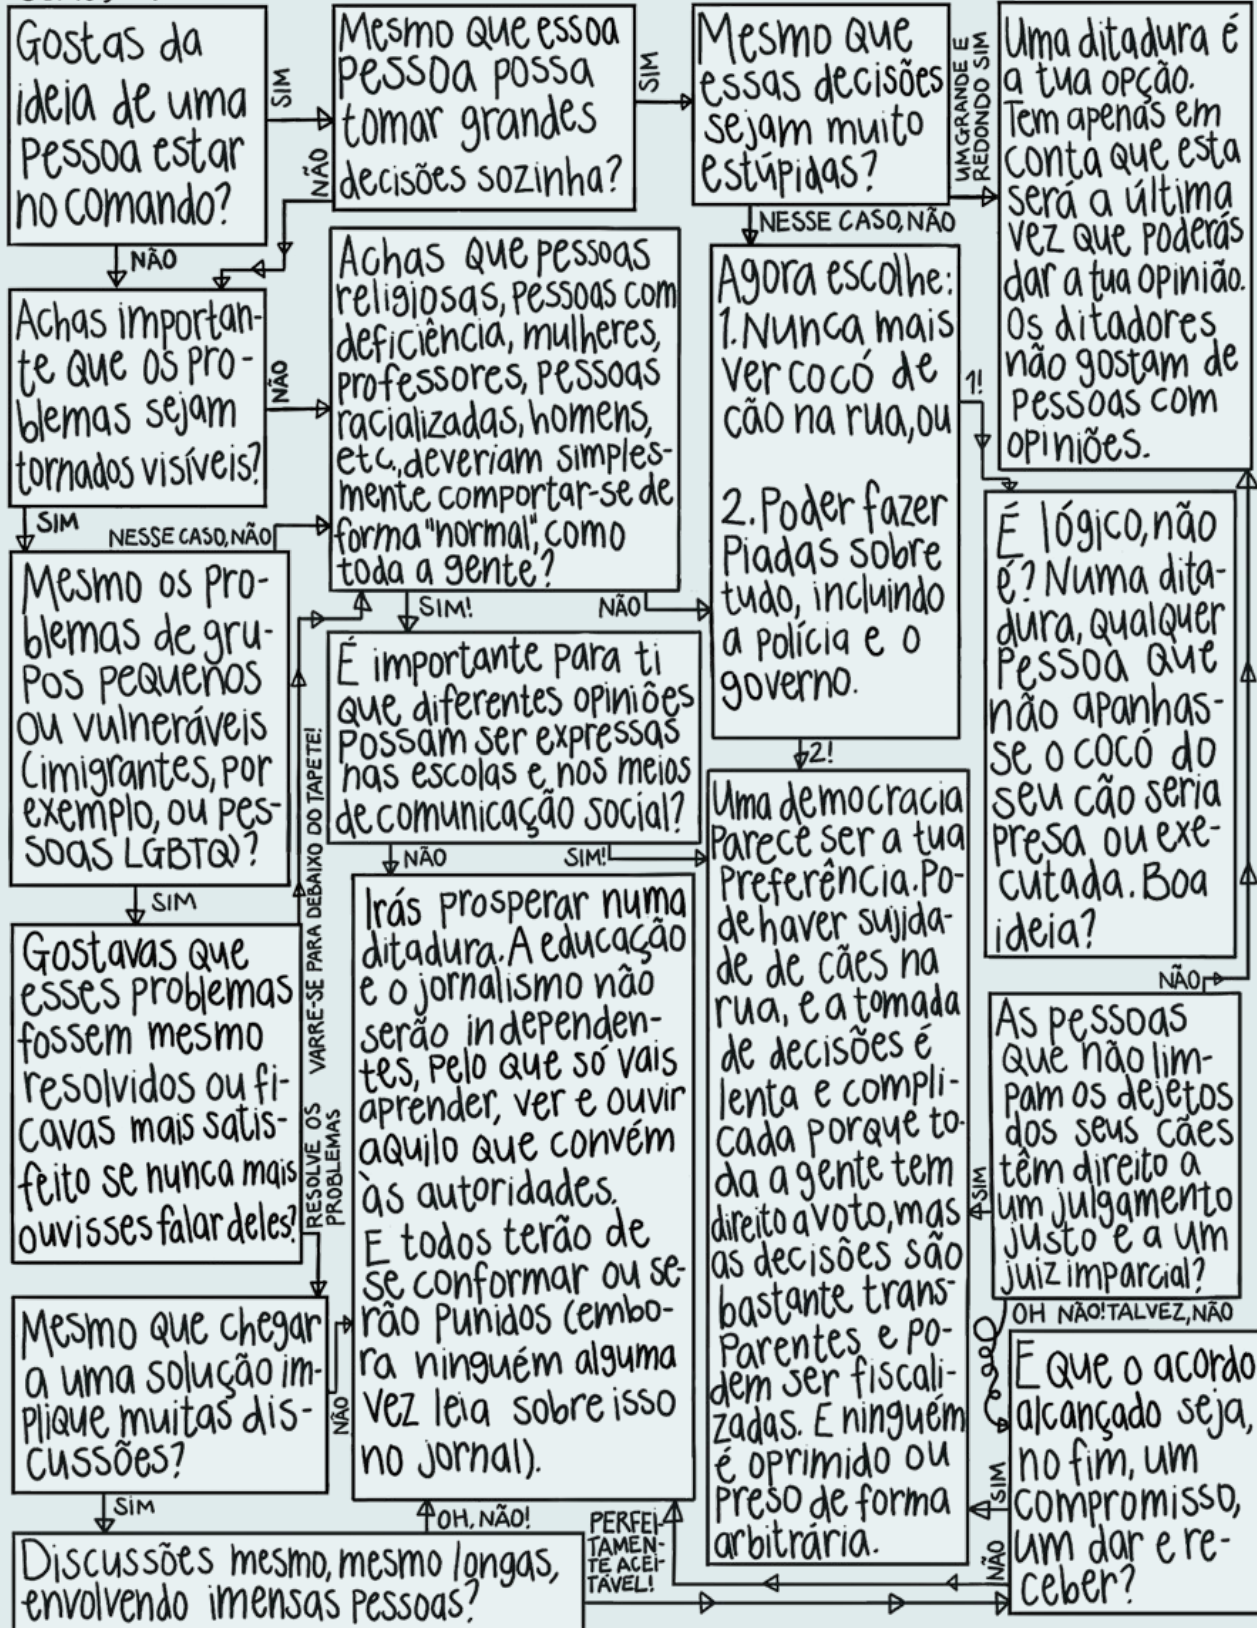 Gostas da
ideia de uma
pessoa estar
no comando?
SIM
NÃO
Mesmo que essoa
pessoa possa
tomar grandes
decisões sozinha?
SIM
NÃO
Mesmo que
essas decisões
sejam muito
estúpidas?
UM GRANDE E
REDONDO SIM
NESSE CASO, NÃO
Uma ditadura é
a tua opção.
Tem apenas em
conta que esta
será a última
vez que poderás
dar a tua opinião.
Os ditadores
não gostam de
pessoas com
opiniões.
Achas importan-
te que os pro-
blemas sejam
tornados visíveis?
NÃO
SIM
Achas que pessoas
religiosas, pessoas com
deficiência, mulheres,
professores, pessoas
racializadas, homens,
etc., deveriam simples-
mente comportar-se de
forma "normal", como
toda a gente?
SIM!
NÃO
Agora escolhe:
1. Nunca mais
ver cocó de
cão na rua, ou
2. Poder fazer
piadas sobre
tudo, incluindo
a polícia e o
governo.
1!
2!
É lógico, não
é? Numa dita-
dura, qualquer
pessoa que
não apanhas-
se o cocó do
seu cão seria
presa ou exe-
cutada. Boa
ideia?
NESSE CASO, NÃO
Mesmo os pro-
blemas de gru-
pos pequenos
ou vulneráveis
(imigrantes, por
exemplo, ou pes-
soas LGBTQ)?
SIM
É importante para ti
que diferentes opiniões
possam ser expressas
nas escolas e nos meios
de comunicação social?
NÃO
SIM!
Gostavas que
esses problemas
fossem mesmo
resolvidos ou fi-
cavas mais satis-
feito se nunca mais
ouvisses falar deles?
VARRE-SE PARA DEBAIXO DO TAPETE!
RESOLVE OS
PROBLEMAS
Irás prosperar numa
ditadura. A educação
e o jornalismo não
serão independen-
tes, pelo que só vais
aprender, ver e ouvir
aquilo que convém
às autoridades.
E todos terão de
se conformar ou se-
rão punidos (embo-
ra ninguém alguma
vez leia sobre isso
no jornal).
Uma democracia
parece ser a tua
preferência. Po-
de haver sujida-
de de cães na
rua, e a tomada
de decisões é
lenta e compli-
cada porque to-
da a gente tem
direito a voto, mas
as decisões são
bastante trans-
parentes e po-
dem ser fiscali-
zadas. E ninguém
é oprimido ou
preso de forma
arbitrária.
NÃO
As pessoas
que não lim-
pam os dejetos
dos seus cães
têm direito a
um julgamento
justo e a um
juiz imparcial?
SIM
OH NÃO! TALVEZ, NÃO
Mesmo que chegar
a uma solução im-
plique muitas dis-
cussões?
NÃO
SIM
E que o acordo
alcançado seja,
no fim, um
compromisso,
um dar e re-
ceber?
SIM
NÃO
Discussões mesmo, mesmo longas,
envolvendo imensas pessoas?
OH, NÃO!
PERFEI-
TAMEN-
TE ACEI-
TÁVEL!